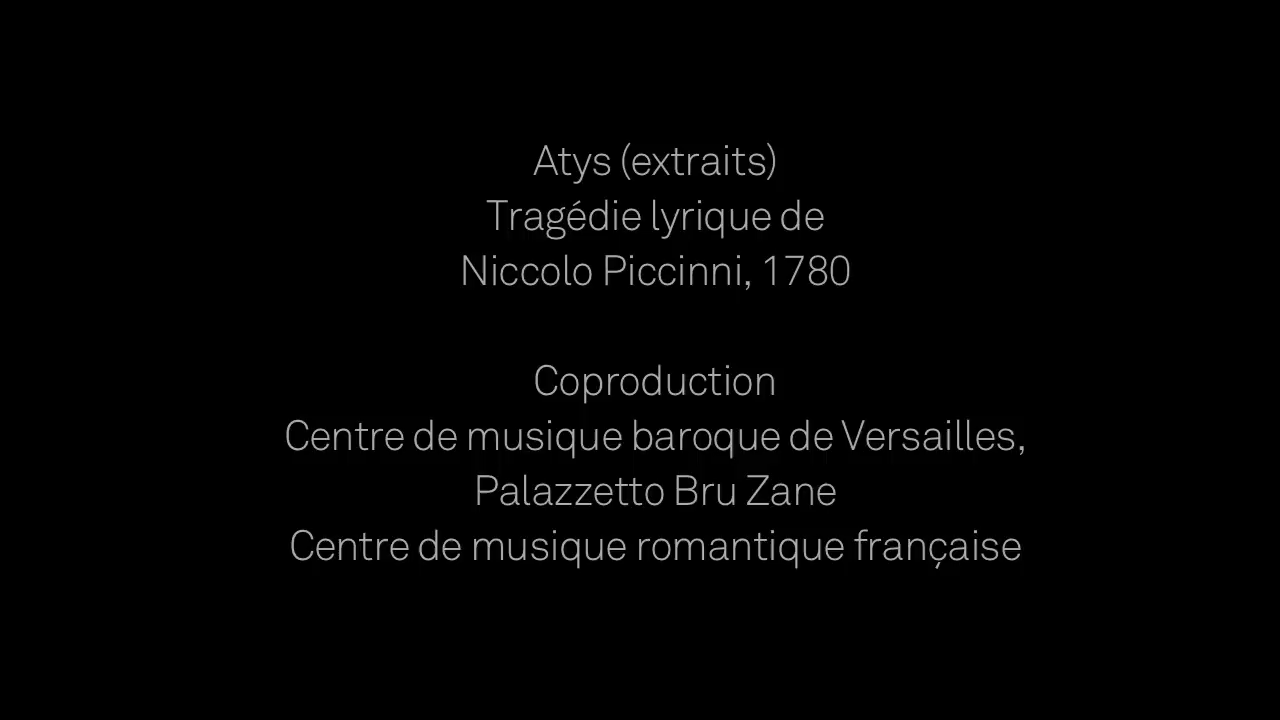 Atys (extraits)
Tragédie lyrique de
Niccolo Piccinni, 1780
Coproduction
Centre de musique baroque de Versailles,
Palazzetto Bru Zane
Centre de musique romantique française